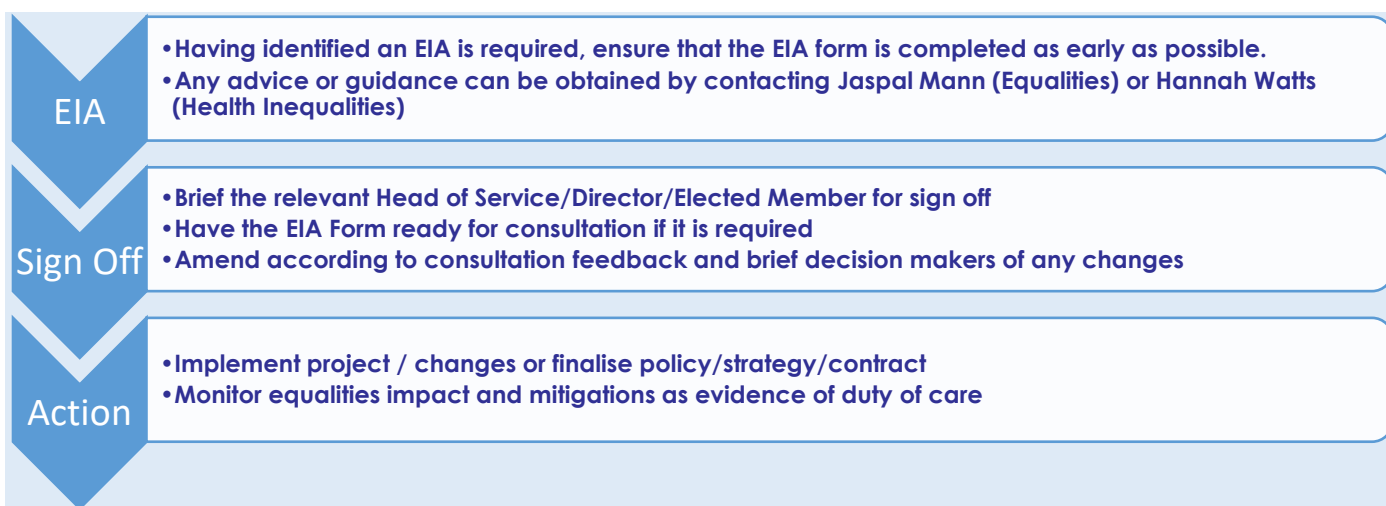 EIA
•Having identified an EIA is required, ensure that the EIA form is completed as early as possible.
•Any advice or guidance can be obtained by contacting Jaspal Mann (Equalities) or Hannah Watts
(Health Inequalities)
Sign Off
•Brief the relevant Head of Service/Director/Elected Member for sign off
•Have the EIA Form ready for consultation if it is required
•Amend according to consultation feedback and brief decision makers of any changes
Action
•Implement project / changes or finalise policy/strategy/contract
•Monitor equalities impact and mitigations as evidence of duty of care